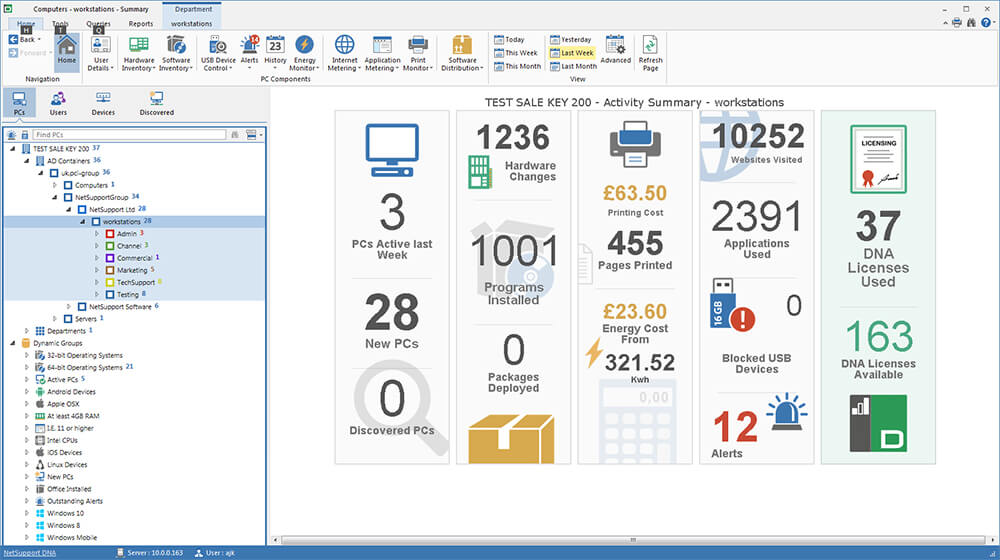 Computers - workstations - Summary
Department
Home Tools Queries Reports workstations
H T Q
Back
Forward
Home
User Details
Hardware Inventory
Software Inventory
USB Device Control
Alerts
14
History
23
Energy Monitor
Internet Metering
Application Metering
Print Monitor
Software Distribution
Today
This Week
This Month
Yesterday
Last Week
Last Month
Advanced
Refresh Page
Navigation
PC Components
View
PCs
Users
Devices
Discovered
Find PCs
TEST SALE KEY 200 37
AD Containers 36
uk.pci-group 36
Computers 1
NetSupportGroup 34
NetSupport Ltd 28
workstations 28
Admin 3
Channel 3
Commercial 1
Marketing 5
TechSupport 8
Testing 8
NetSupport Software 6
Servers 1
Departments 1
Dynamic Groups
32-bit Operating Systems
64-bit Operating Systems 21
Active PCs 5
Android Devices
Apple OSX
At least 4GB RAM
I.E. 11 or higher
Intel CPUs
iOS Devices
Linux Devices
New PCs
Office Installed
Outstanding Alerts
Windows 10
Windows 8
Windows Mobile
TEST SALE KEY 200 - Activity Summary - workstations
3
PCs Active last
Week
28
New PCs
0
Discovered PCs
1236
Hardware
Changes
1001
Programs
Installed
0
Packages
Deployed
£63.50
Printing Cost
455
Pages Printed
£23.60
Energy Cost
From
321.52
Kwh
0,00
10252
Websites Visited
2391
Applications
Used
16 GB
0
Blocked USB
Devices
12
Alerts
LICENSING
37
DNA
Licenses
Used
163
DNA Licenses
Available
D
NetSupport DNA
Server : 10.0.0.163
User : ajk